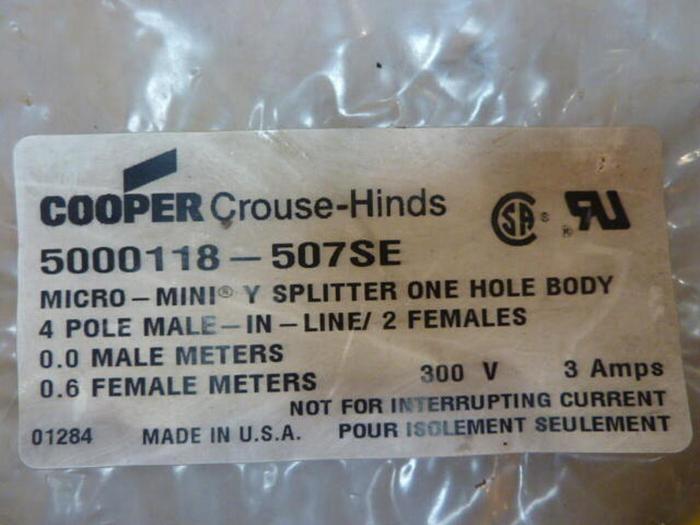 COOPER Crouse-Hinds
SA ® ® RU
5000118-507SE
MICRO-MINI® Y SPLITTER ONE HOLE BODY
4 POLE MALE-IN-LINE/ 2 FEMALES
0.0 MALE METERS
0.6 FEMALE METERS 300 V 3 Amps
NOT FOR INTERRUPTING CURRENT
01284 MADE IN U.S.A. POUR ISOLEMENT SEULEMENT